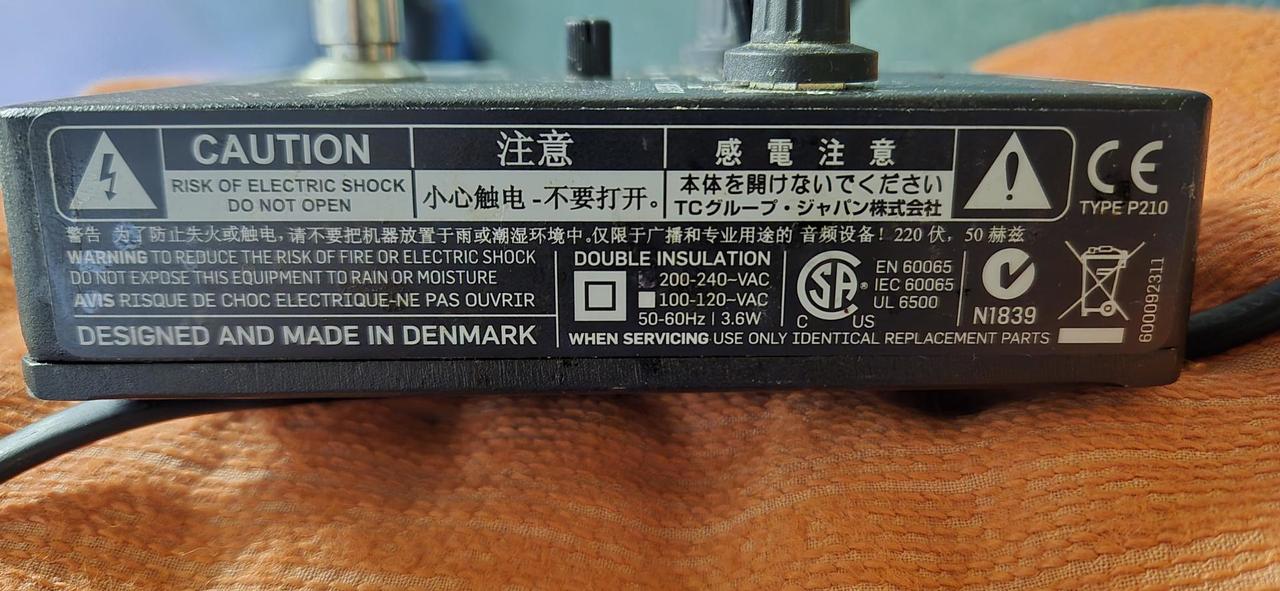 CAUTION
RISK OF ELECTRIC SHOCK
DO NOT OPEN
注意
小心触电-不要打开。
感電注意
本体を開けないでください
TCグループ・ジャパン株式会社
CE
TYPE P210
警告 为了防止失火或触电,请不要把机器放置于雨或潮湿环境中.仅限于广播和专业用途的 音频设备! 220 伏, 50 赫兹
WARNING TO REDUCE THE RISK OF FIRE OR ELECTRIC SHOCK
DO NOT EXPOSE THIS EQUIPMENT TO RAIN OR MOISTURE
AVIS RISQUE DE CHOC ELECTRIQUE-NE PAS OUVRIR
DESIGNED AND MADE IN DENMARK
DOUBLE INSULATION
200-240~VAC
100-120~VAC
50-60Hz | 3.6W
SA®
C US
EN 60065
IEC 60065
UL 6500
N1839
WHEN SERVICING USE ONLY IDENTICAL REPLACEMENT PARTS
600092311